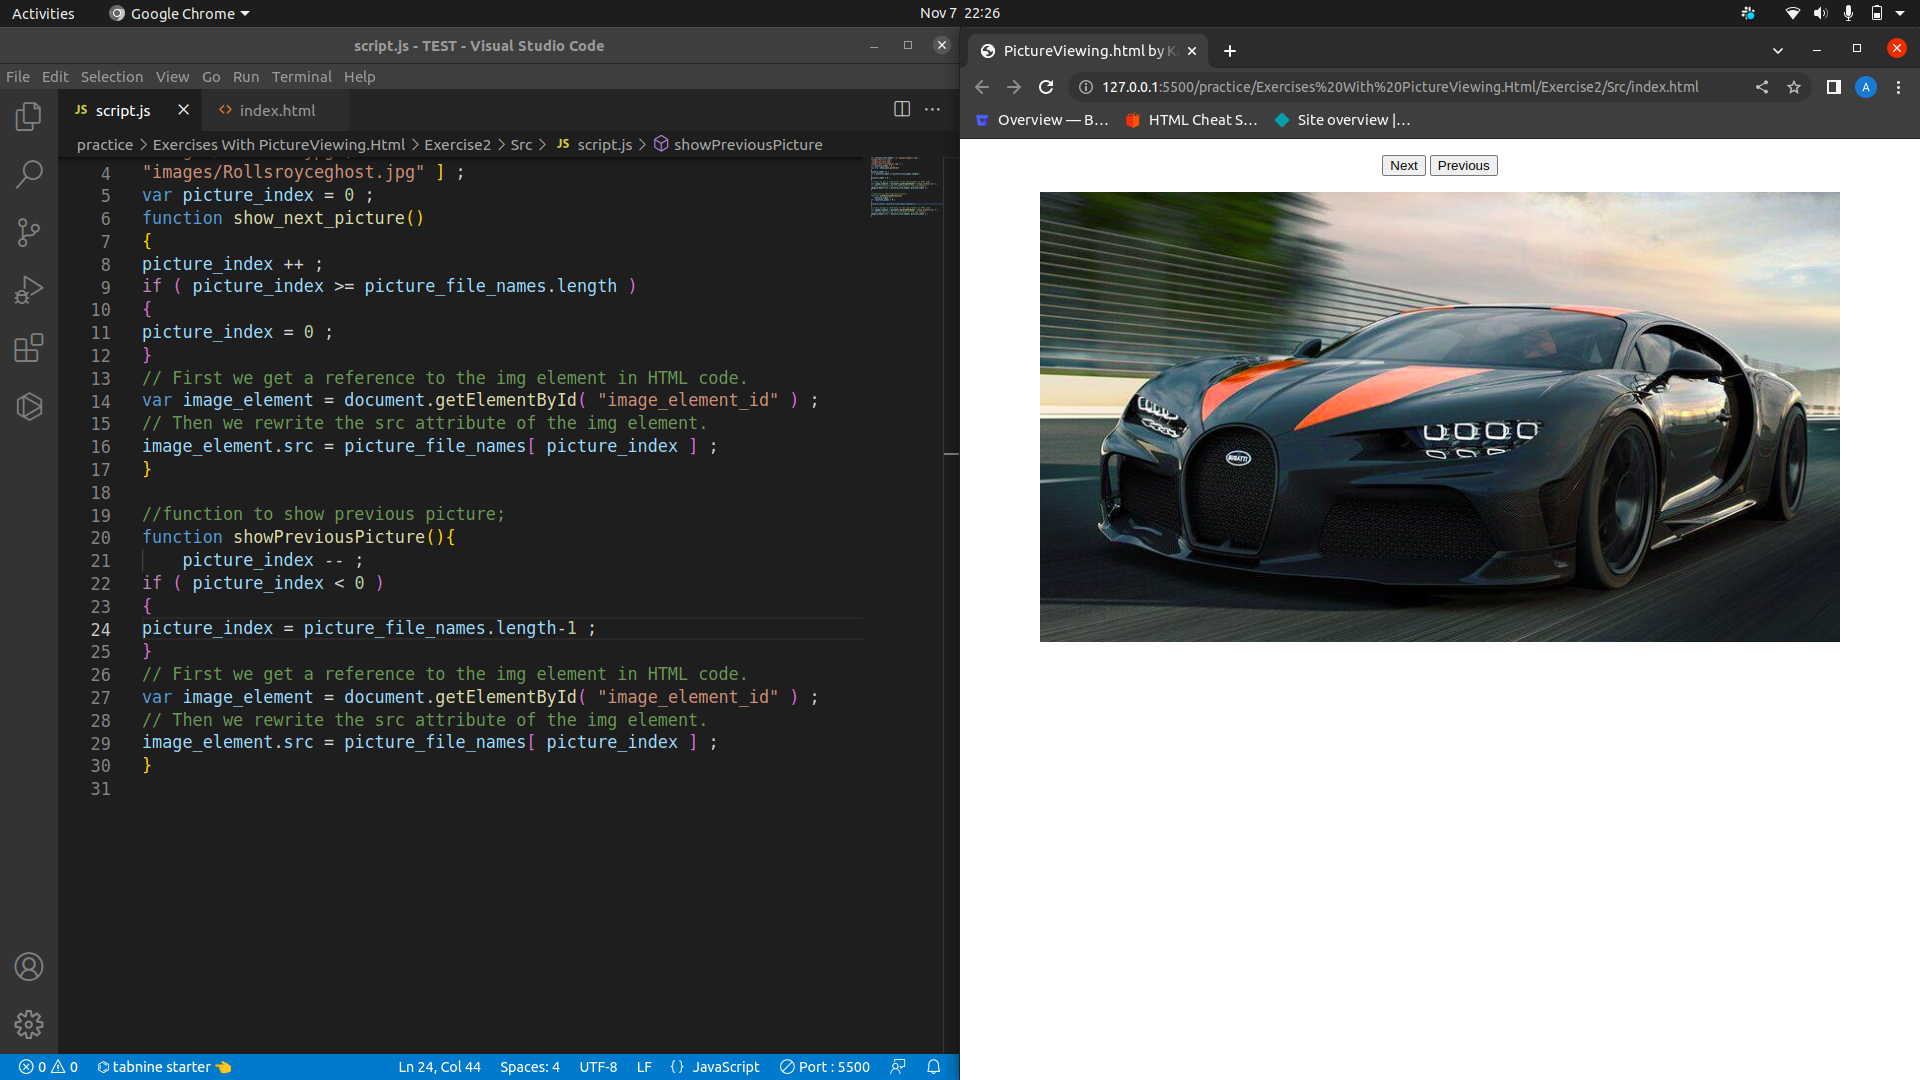 Activities
Google Chrome
Nov 7 22:26
script.js - TEST - Visual Studio Code
File Edit Selection View Go Run Terminal Help
JS script.js
<> index.html
practice > Exercises With PictureViewing.Html > Exercise2 > Src > JS script.js > showPreviousPicture
4 "images/Rollsroyceghost.jpg" ] ;
5 var picture_index = 0 ;
6 function show_next_picture()
7 {
8 picture_index ++ ;
9 if ( picture_index >= picture_file_names.length )
10 {
11 picture_index = 0 ;
12 }
13 // First we get a reference to the img element in HTML code.
14 var image_element = document.getElementById( "image_element_id" ) ;
15 // Then we rewrite the src attribute of the img element.
16 image_element.src = picture_file_names[ picture_index ] ;
17 }
18
19 //function to show previous picture;
20 function showPreviousPicture(){
21 picture_index -- ;
22 if ( picture_index < 0 )
23 {
24 picture_index = picture_file_names.length-1 ;
25 }
26 // First we get a reference to the img element in HTML code.
27 var image_element = document.getElementById( "image_element_id" ) ;
28 // Then we rewrite the src attribute of the img element.
29 image_element.src = picture_file_names[ picture_index ] ;
30 }
31
0 0 tabnine starter Ln 24, Col 44 Spaces: 4 UTF-8 LF {} JavaScript Port : 5500
PictureViewing.html by K
127.0.0.1:5500/practice/Exercises%20With%20PictureViewing.Html/Exercise2/Src/index.html
A
Overview — B... HTML Cheat S... Site overview |...
Next Previous
BUGATTI